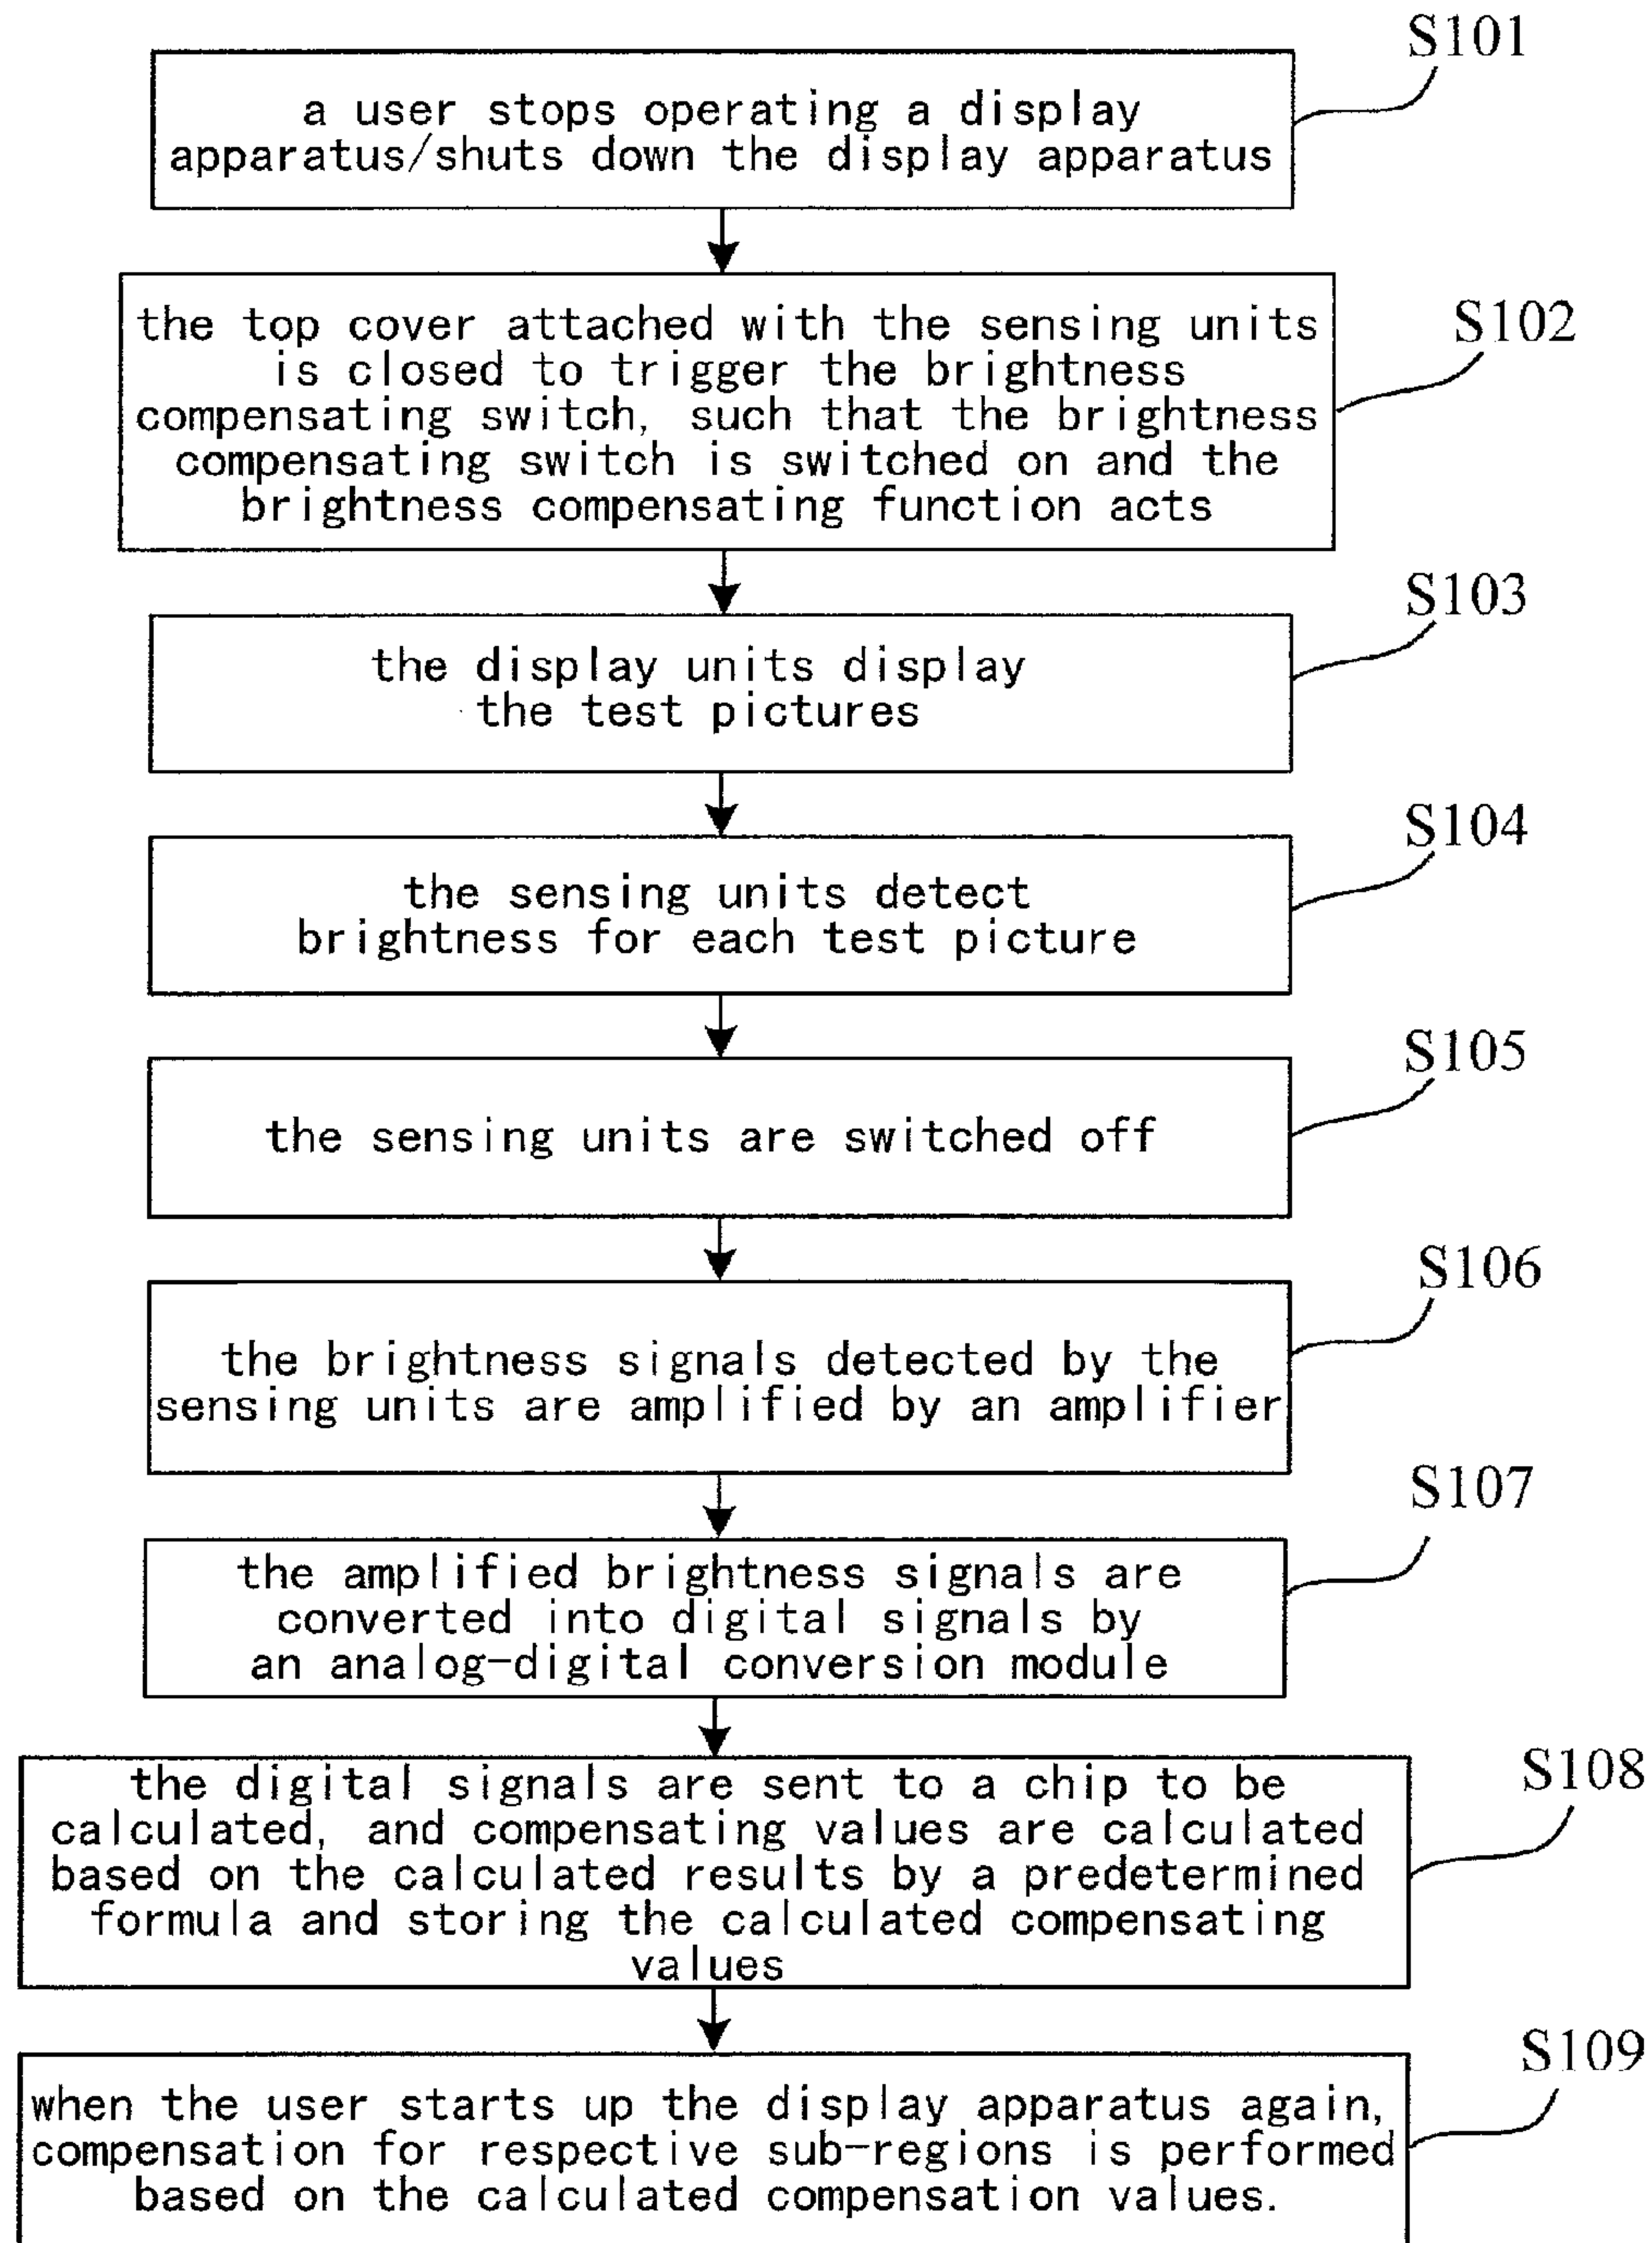 S101
a user stops operating a display
apparatus/shuts down the display apparatus
S102
the top cover attached with the sensing units
is closed to trigger the brightness
compensating switch, such that the brightness
compensating switch is switched on and the
brightness compensating function acts
S103
the display units display
the test pictures
S104
the sensing units detect
brightness for each test picture
S105
the sensing units are switched off
S106
the brightness signals detected by the
sensing units are amplified by an amplifier
S107
the amplified brightness signals are
converted into digital signals by
an analog-digital conversion module
S108
the digital signals are sent to a chip to be
calculated, and compensating values are calculated
based on the calculated results by a predetermined
formula and storing the calculated compensating
values
S109
when the user starts up the display apparatus again,
compensation for respective sub-regions is performed
based on the calculated compensation values.